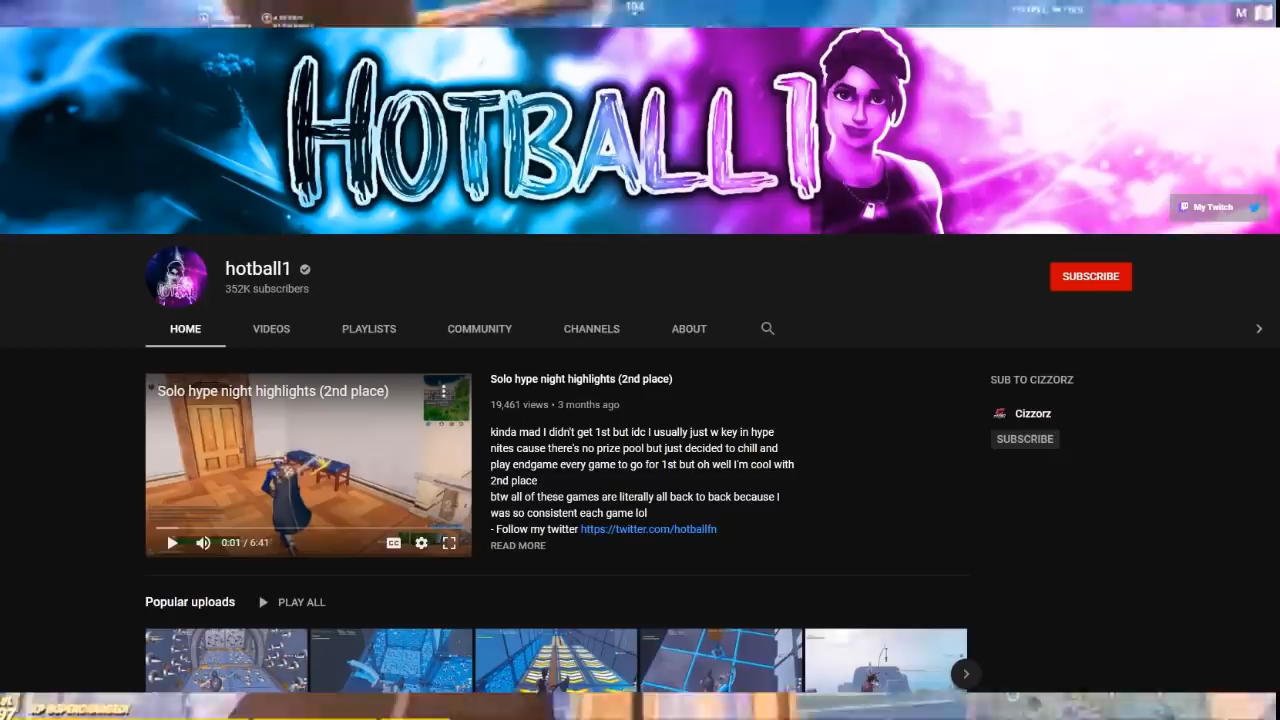 104
M
HOTBALL1
My Twitch
hotball1
352K subscribers
SUBSCRIBE
HOME
VIDEOS
PLAYLISTS
COMMUNITY
CHANNELS
ABOUT
Solo hype night highlights (2nd place)
0:01 / 6:41
CC
Solo hype night highlights (2nd place)
19,461 views • 3 months ago
kinda mad I didn't get 1st but idc I usually just w key in hype
nites cause there's no prize pool but just decided to chill and
play endgame every game to go for 1st but oh well I'm cool with
2nd place
btw all of these games are literally all back to back because I
was so consistent each game lol
- Follow my twitter https://twitter.com/hotballfn
READ MORE
SUB TO CIZZORZ
Cizzorz
SUBSCRIBE
Popular uploads
PLAY ALL
97